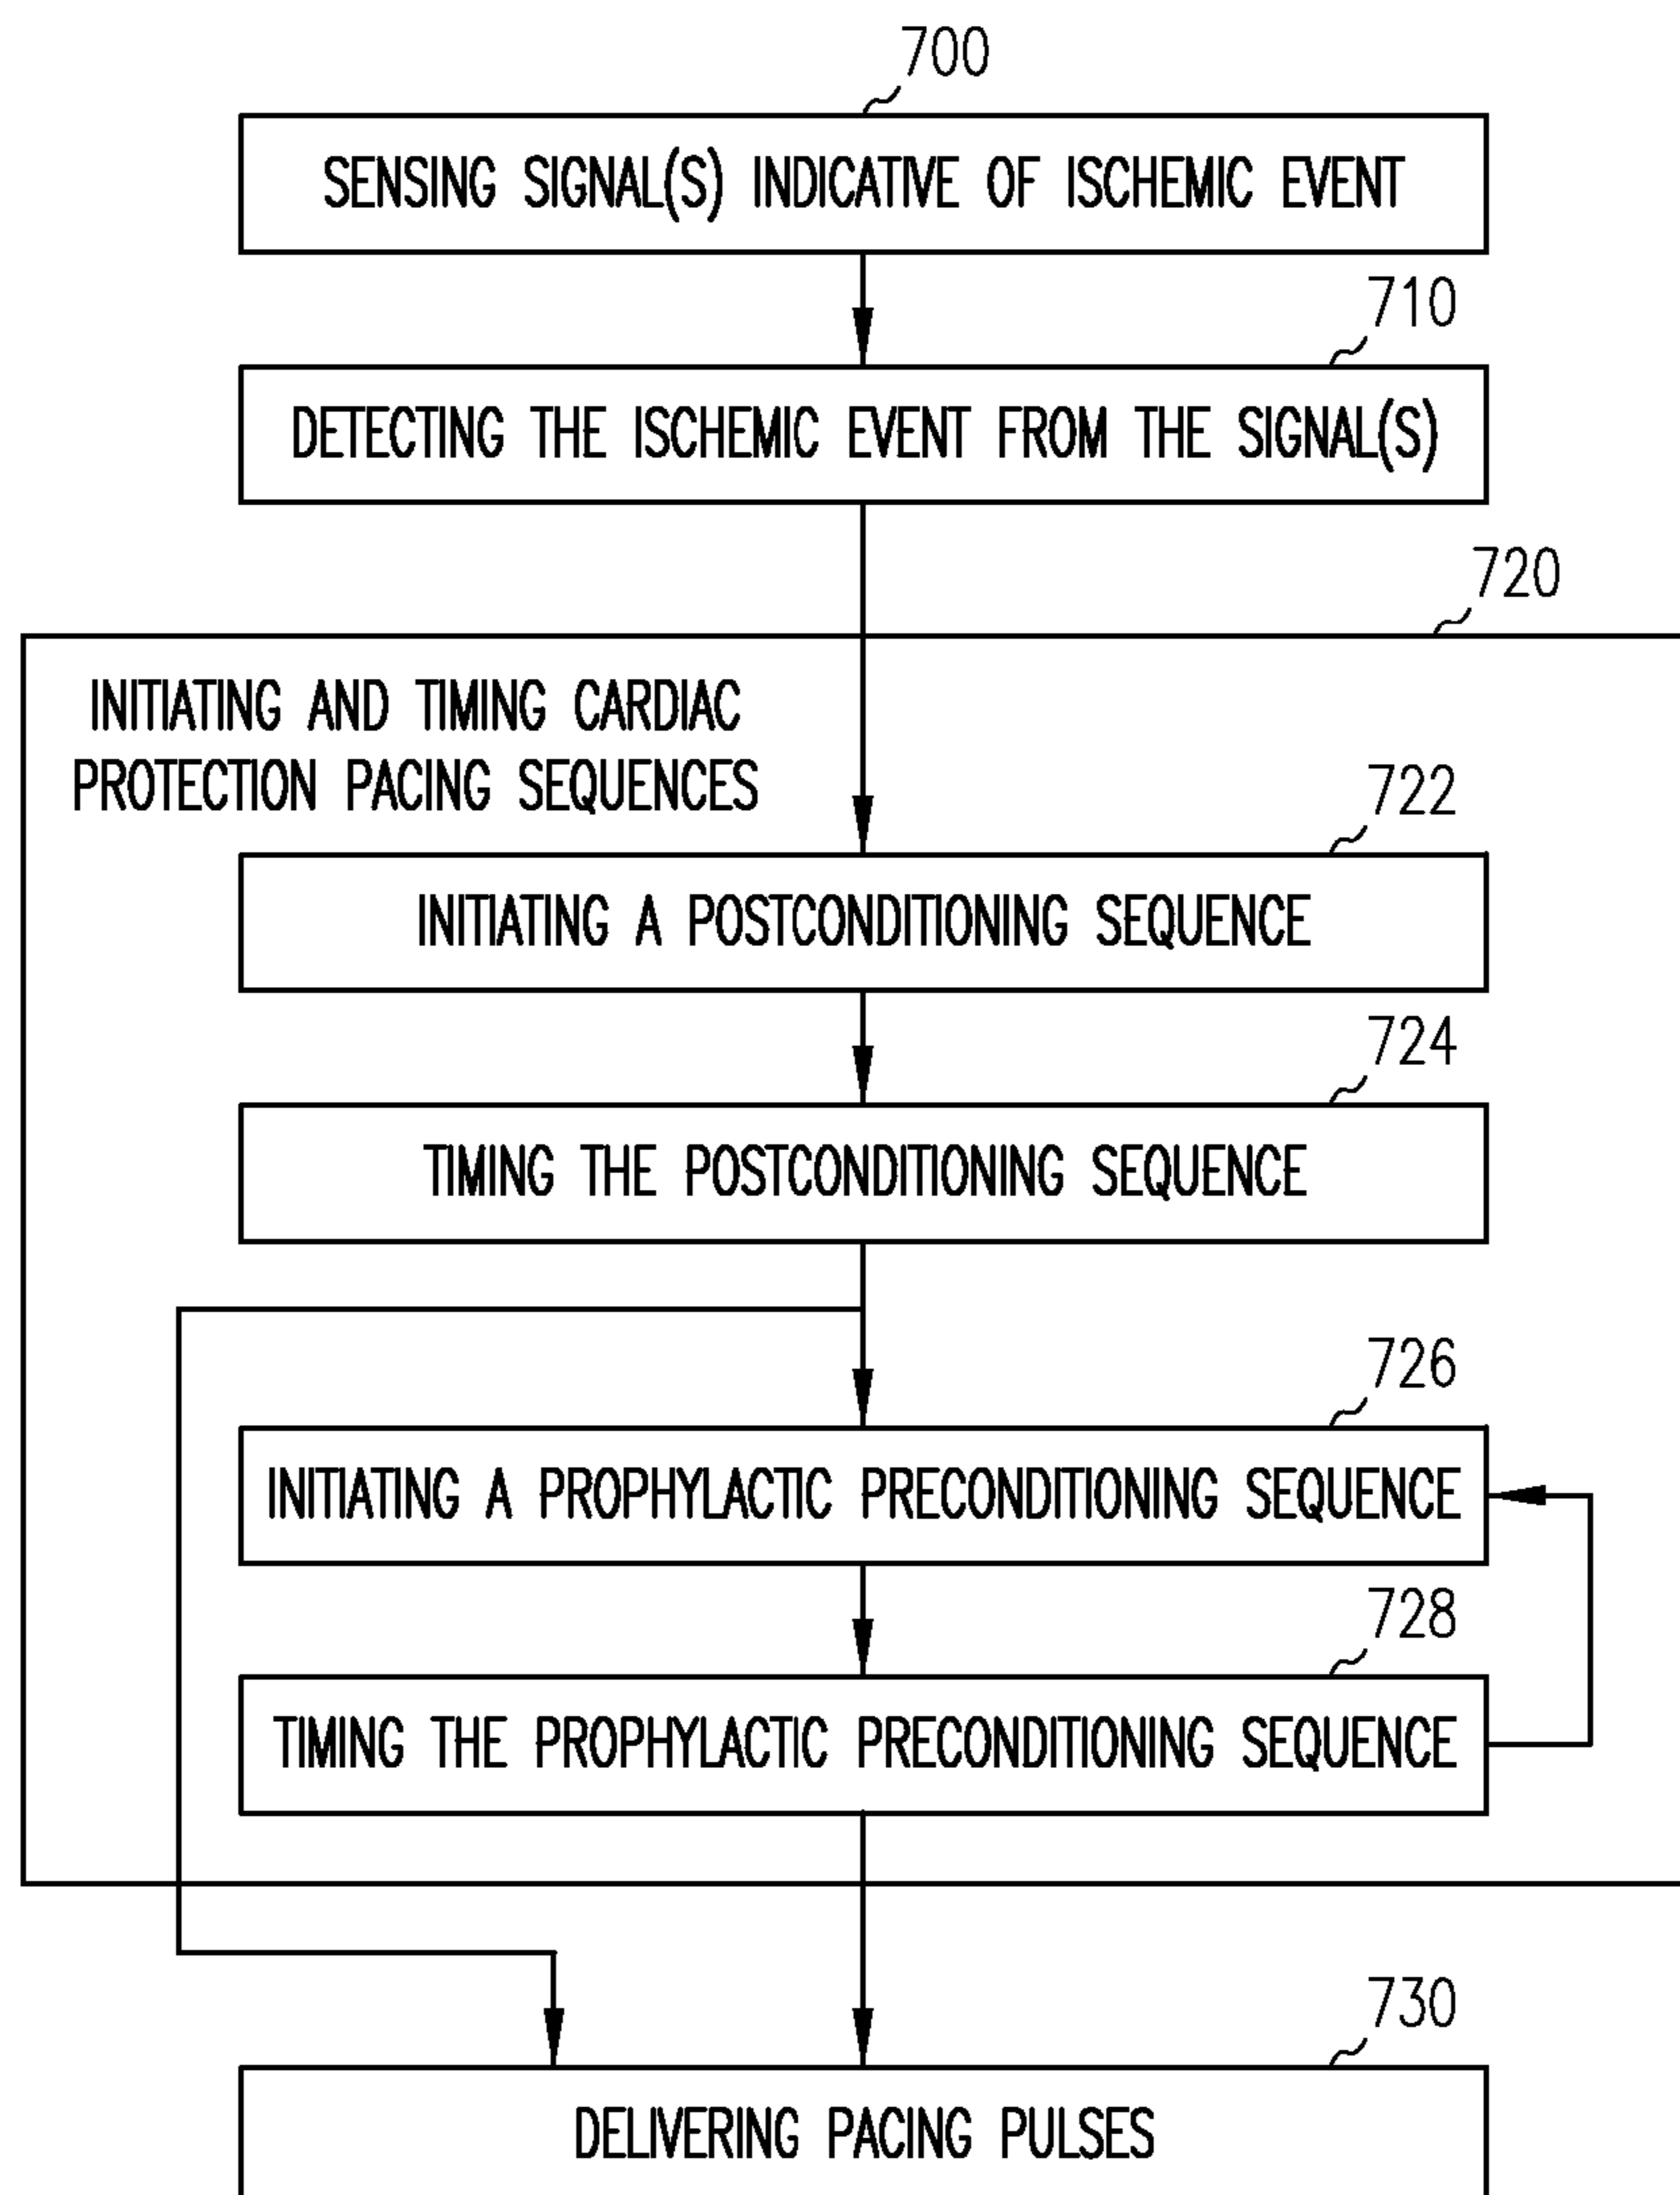 700
SENSING SIGNAL(S) INDICATIVE OF ISCHEMIC EVENT
710
DETECTING THE ISCHEMIC EVENT FROM THE SIGNAL(S)
720
INITIATING AND TIMING CARDIAC
PROTECTION PACING SEQUENCES
722
INITIATING A POSTCONDITIONING SEQUENCE
724
TIMING THE POSTCONDITIONING SEQUENCE
726
INITIATING A PROPHYLACTIC PRECONDITIONING SEQUENCE
728
TIMING THE PROPHYLACTIC PRECONDITIONING SEQUENCE
730
DELIVERING PACING PULSES